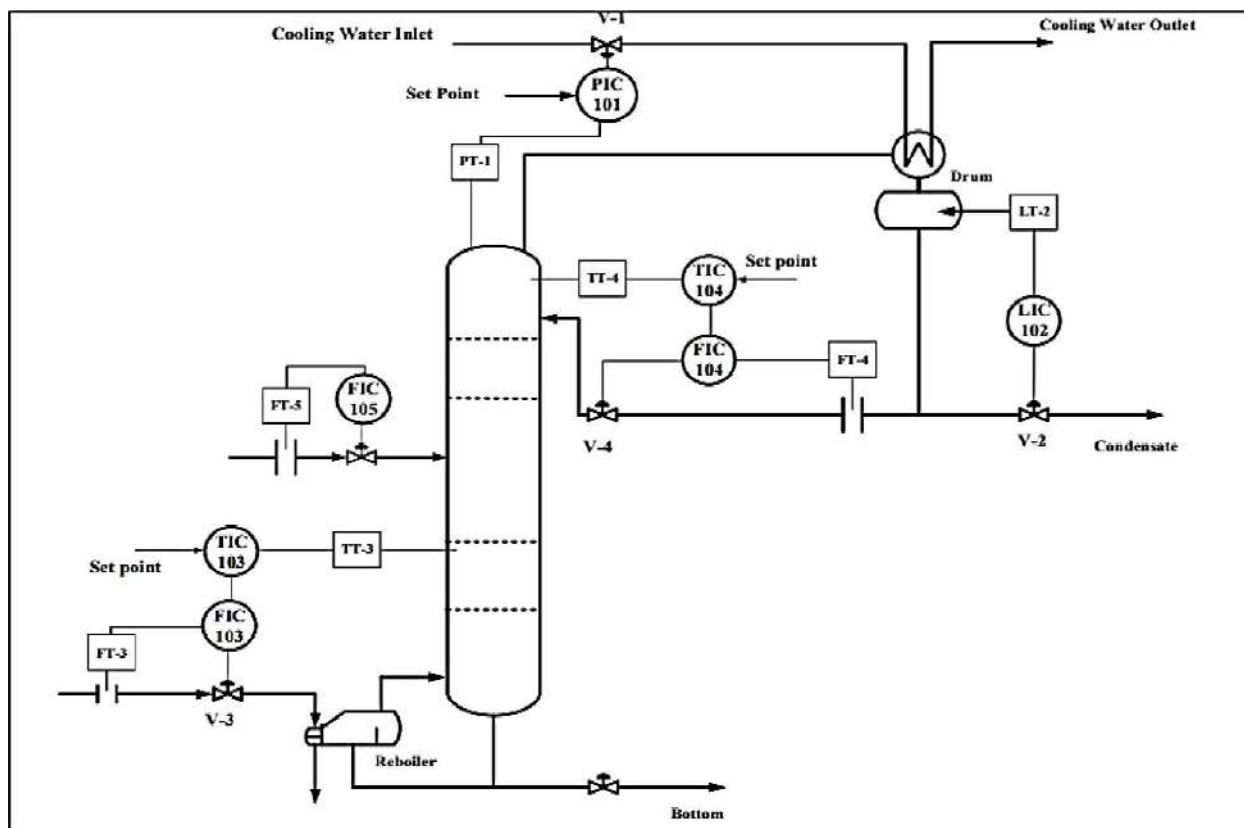 V-1
Cooling Water Inlet
Cooling Water Outlet
PIC
101
Set Point
PT-1
Drum
LT-2
Set point
TT-4
TIC
104
LIC
102
FIC
104
FT-4
FIC
105
FT-5
V-4
V-2
Condensate
TIC
103
TT-3
Set point
FIC
103
FT-3
V-3
Reboiler
Bottom